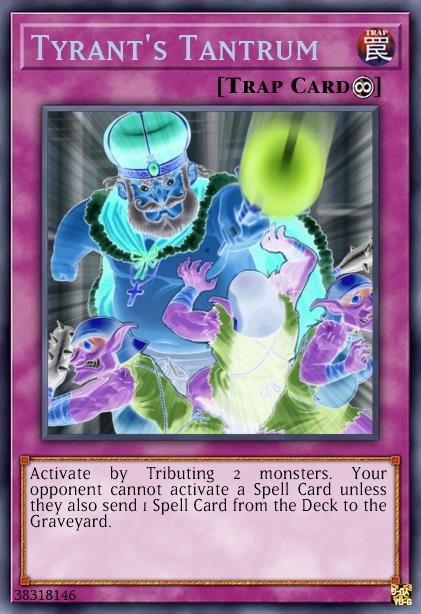 Tyrant's Tantrum
TRAP
罠
[Trap Card♾]
Activate by Tributing 2 monsters. Your
opponent cannot activate a Spell Card unless
they also send 1 Spell Card from the Deck to the
Graveyard.
38318146